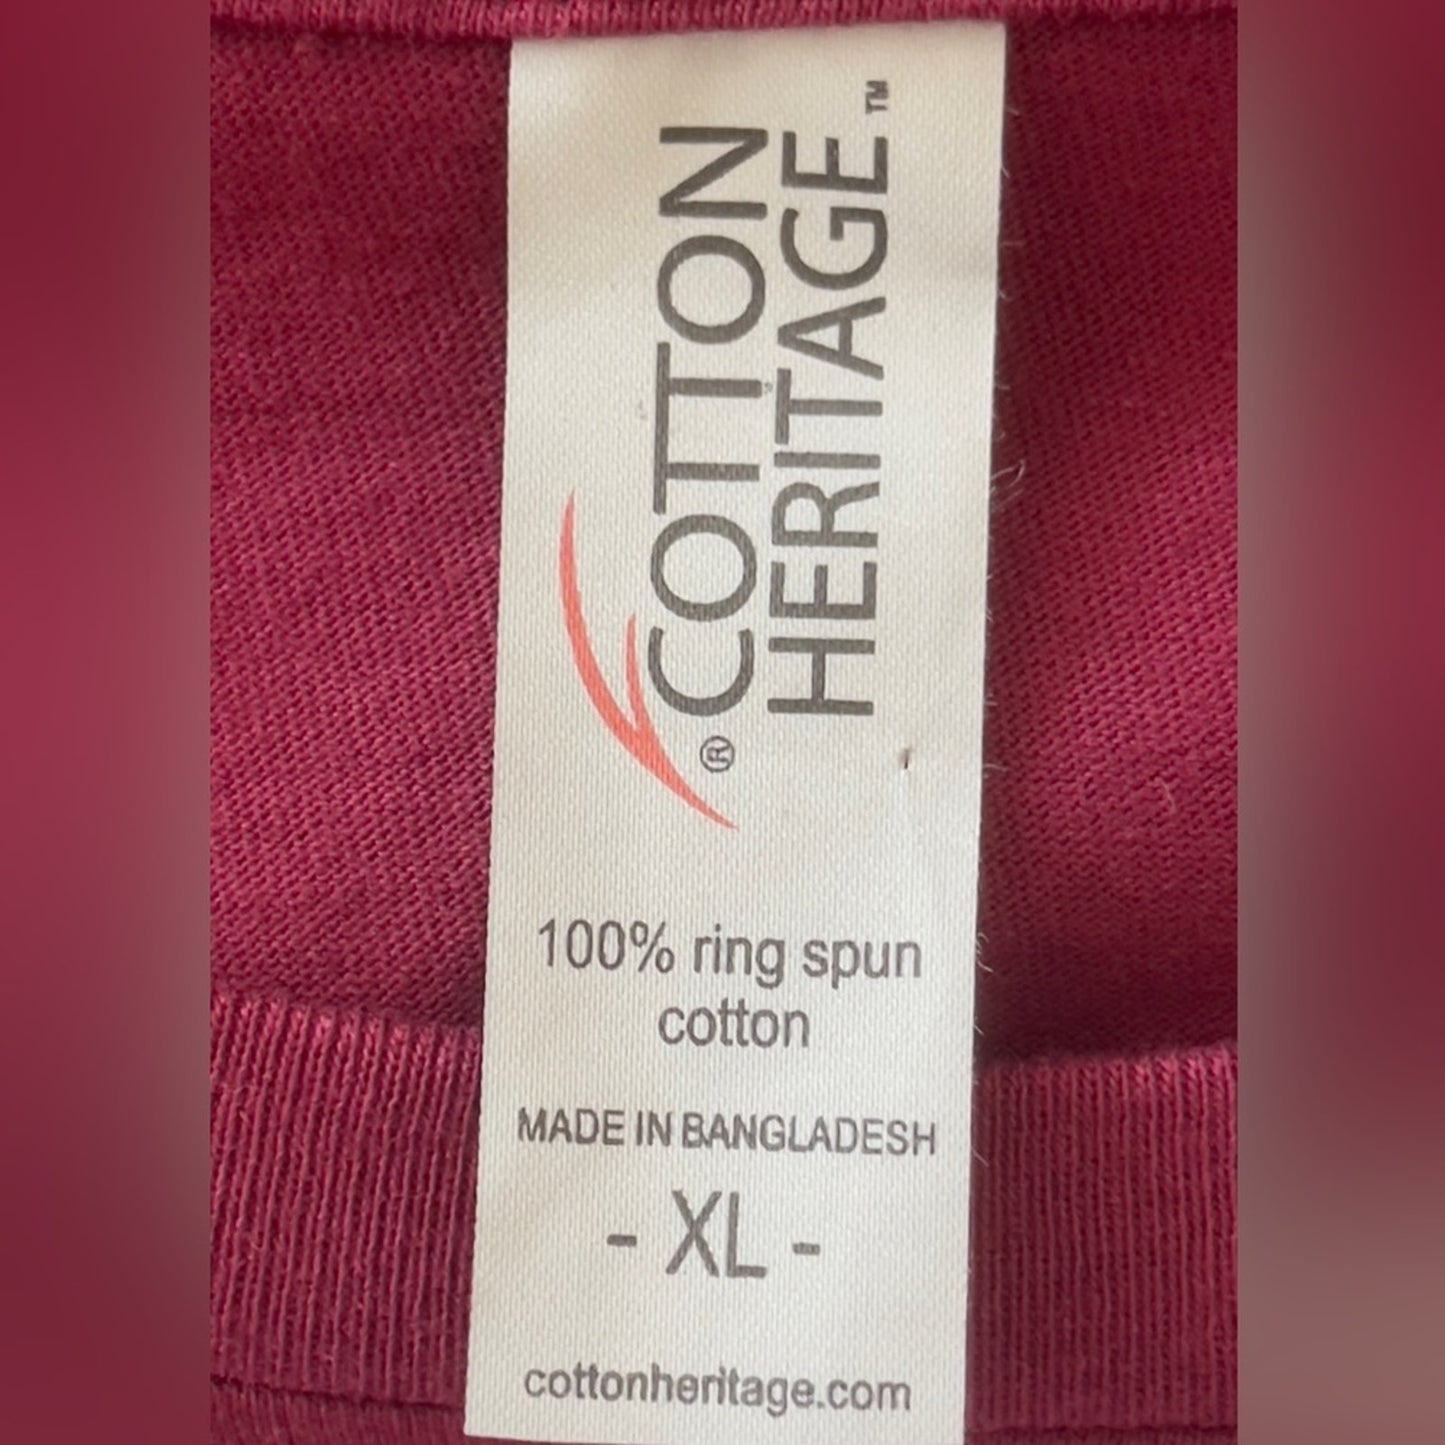 ® COTTON
HERITAGE™
100% ring spun
cotton
MADE IN BANGLADESH
- XL -
cottonheritage.com